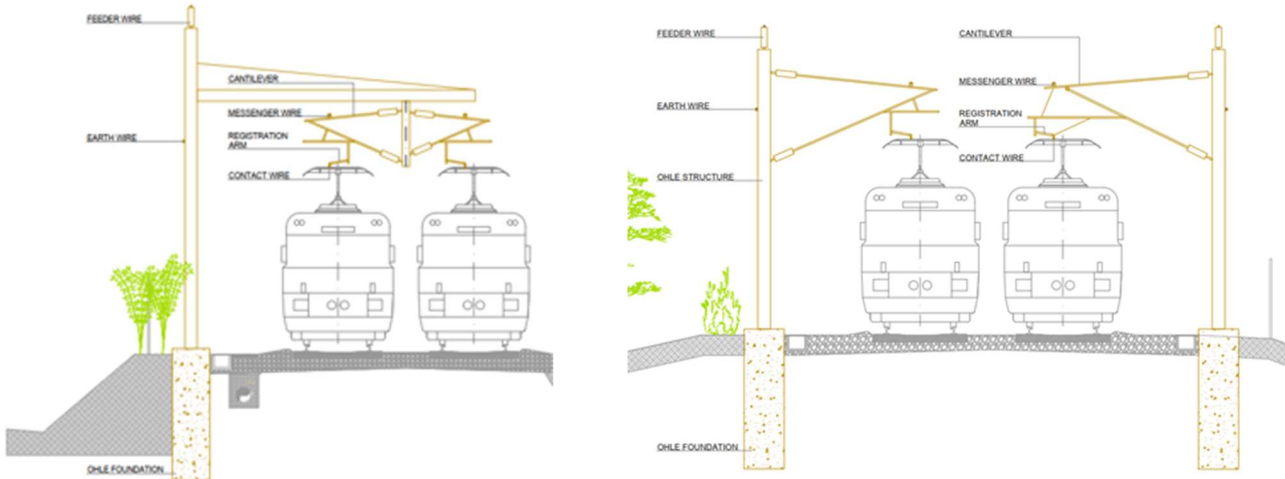 FEEDER WIRE
CANTILEVER
MESSENGER WIRE
EARTH WIRE
REGISTRATION
ARM
CONTACT WIRE
OHLE FOUNDATION
FEEDER WIRE
CANTILEVER
MESSENGER WIRE
EARTH WIRE
REGISTRATION
ARM
CONTACT WIRE
OHLE STRUCTURE
OHLE FOUNDATION